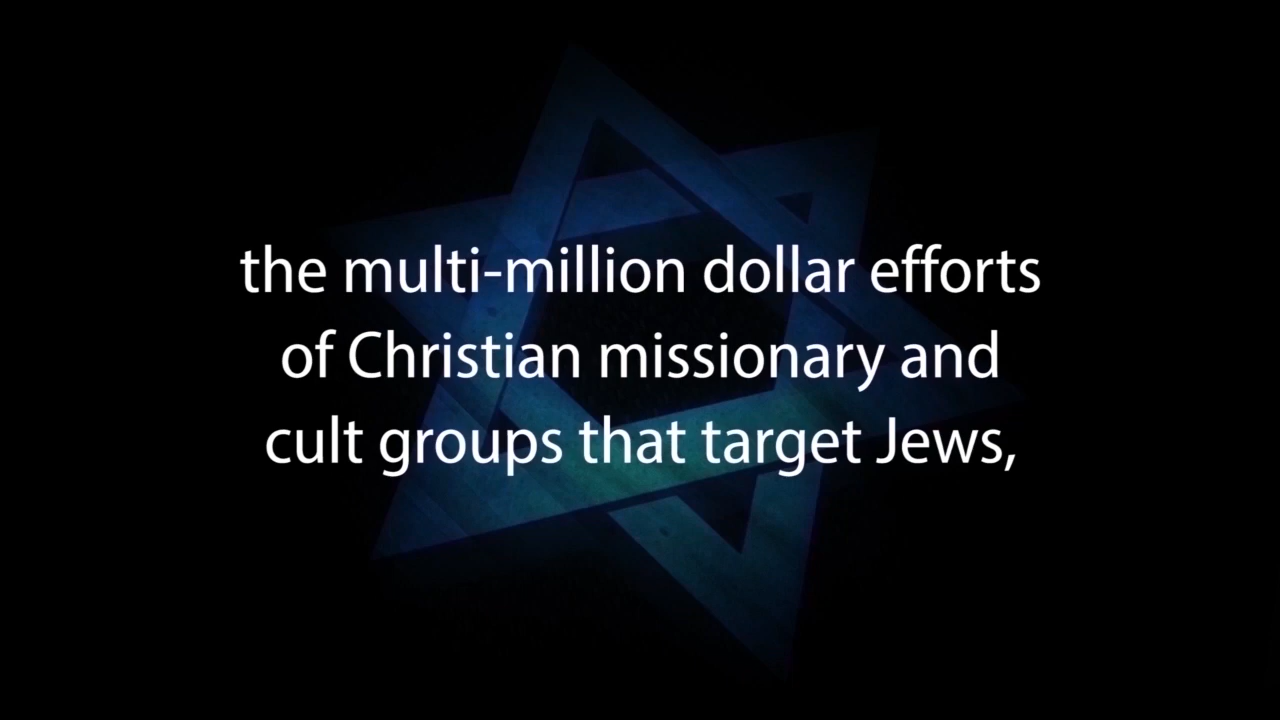 the multi-million dollar efforts
of Christian missionary and
cult groups that target Jews,